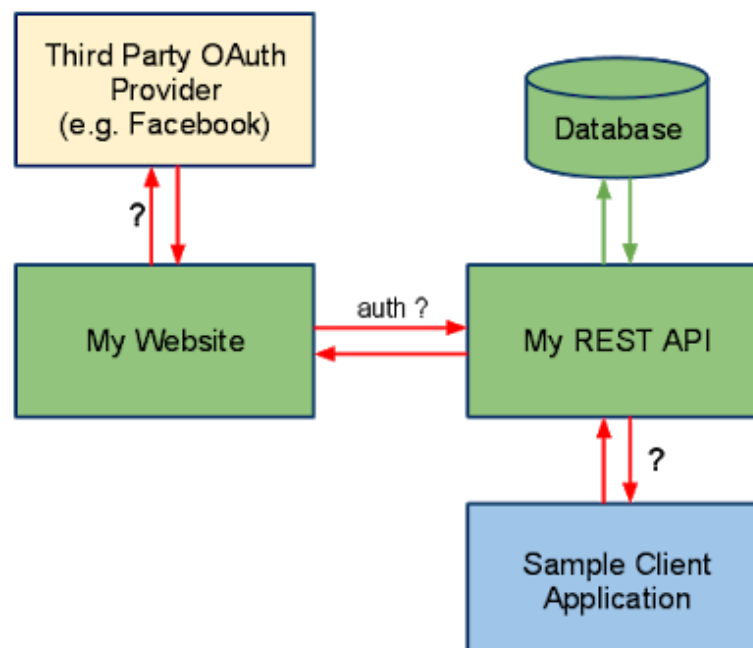 Third Party OAuth
Provider
(e.g. Facebook)
Database
?
My Website
auth ?
My REST API
?
Sample Client
Application